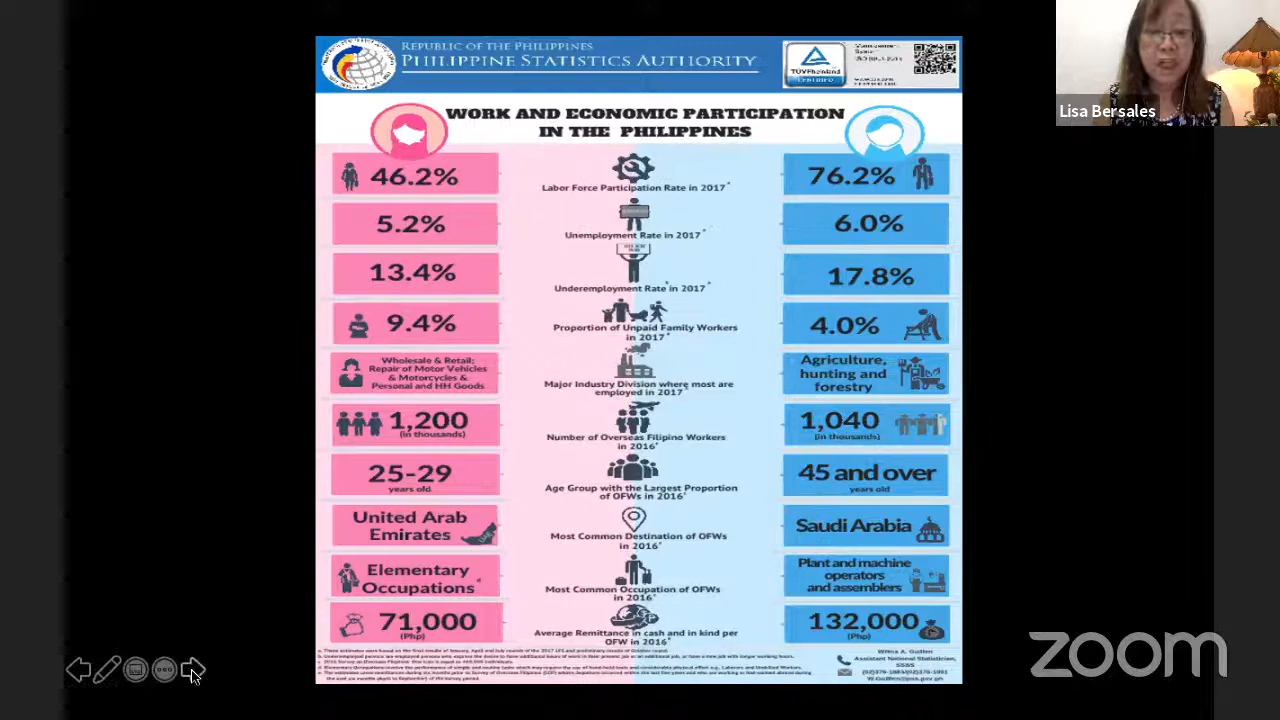 REPUBLIC OF THE PHILIPPINES
PHILIPPINE STATISTICS AUTHORITY
TÜVRheinland
CERTIFIED
Lisa Bersales
WORK AND ECONOMIC PARTICIPATION
IN THE PHILIPPINES
46.2%
Labor Force Participation Rate in 2017
76.2%
5.2%
Unemployment Rate in 2017
6.0%
13.4%
Underemployment Rate in 2017
17.8%
9.4%
Proportion of Unpaid Family Workers
in 2017
4.0%
Wholesale & Retail;
Repair of Motor Vehicles
& Motorcycles &
Personal and HH Goods
Major Industry Division where most are
employed in 2017
Agriculture,
hunting and
forestry
1,200
(in thousands)
Number of Overseas Filipino Workers
in 2016
1,040
(in thousands)
25-29
years old
Age Group with the Largest Proportion
of OFWs in 2016
45 and over
years old
United Arab
Emirates
Most Common Destination of OFWs
in 2016
Saudi Arabia
Elementary
Occupations
Most Common Occupation of OFWs
in 2016
Plant and machine
operators
and assemblers
71,000
(Php)
Average Remittance in cash and in kind per
OFW in 2016
132,000
(Php)
Assistant National Statistician,
zoom